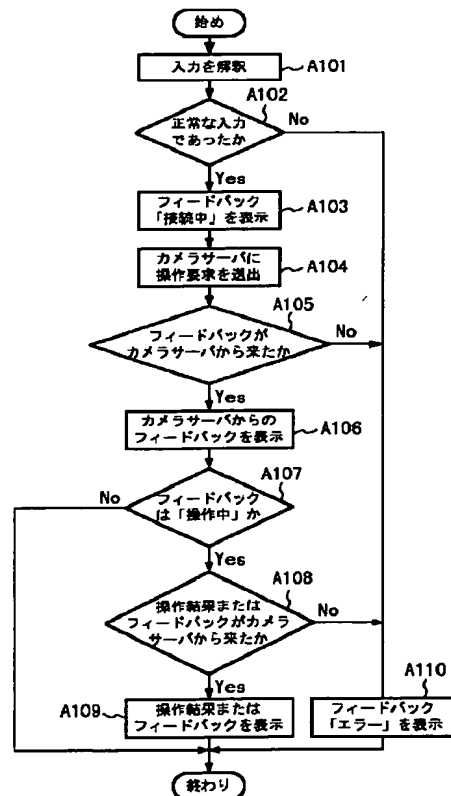 始め
入力を解釈
A101
A102
正常な入力
であったか
No
Yes
フィードバック
「接続中」を表示
A103
カメラサーバに
操作要求を送出
A104
A105
フィードバックが
カメラサーバから来たか
No
Yes
カメラサーバからの
フィードバックを表示
A106
A107
No
フィードバック
は「操作中」か
Yes
A108
操作結果または
フィードバックがカメラ
サーバから来たか
No
Yes
A109
操作結果または
フィードバックを表示
A110
フィードバック
「エラー」を表示
終わり